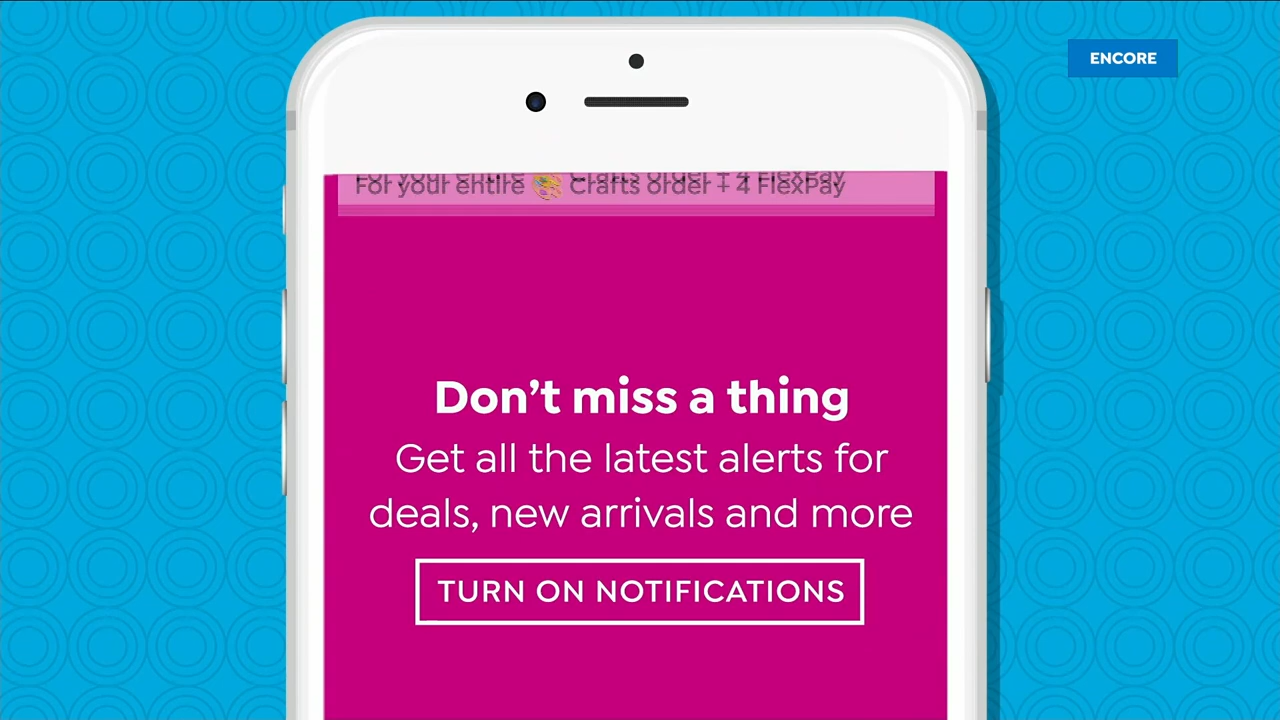 ENCORE
For your entire 🎨 Crafts order + 4 FlexPay
Don't miss a thing
Get all the latest alerts for
deals, new arrivals and more
TURN ON NOTIFICATIONS